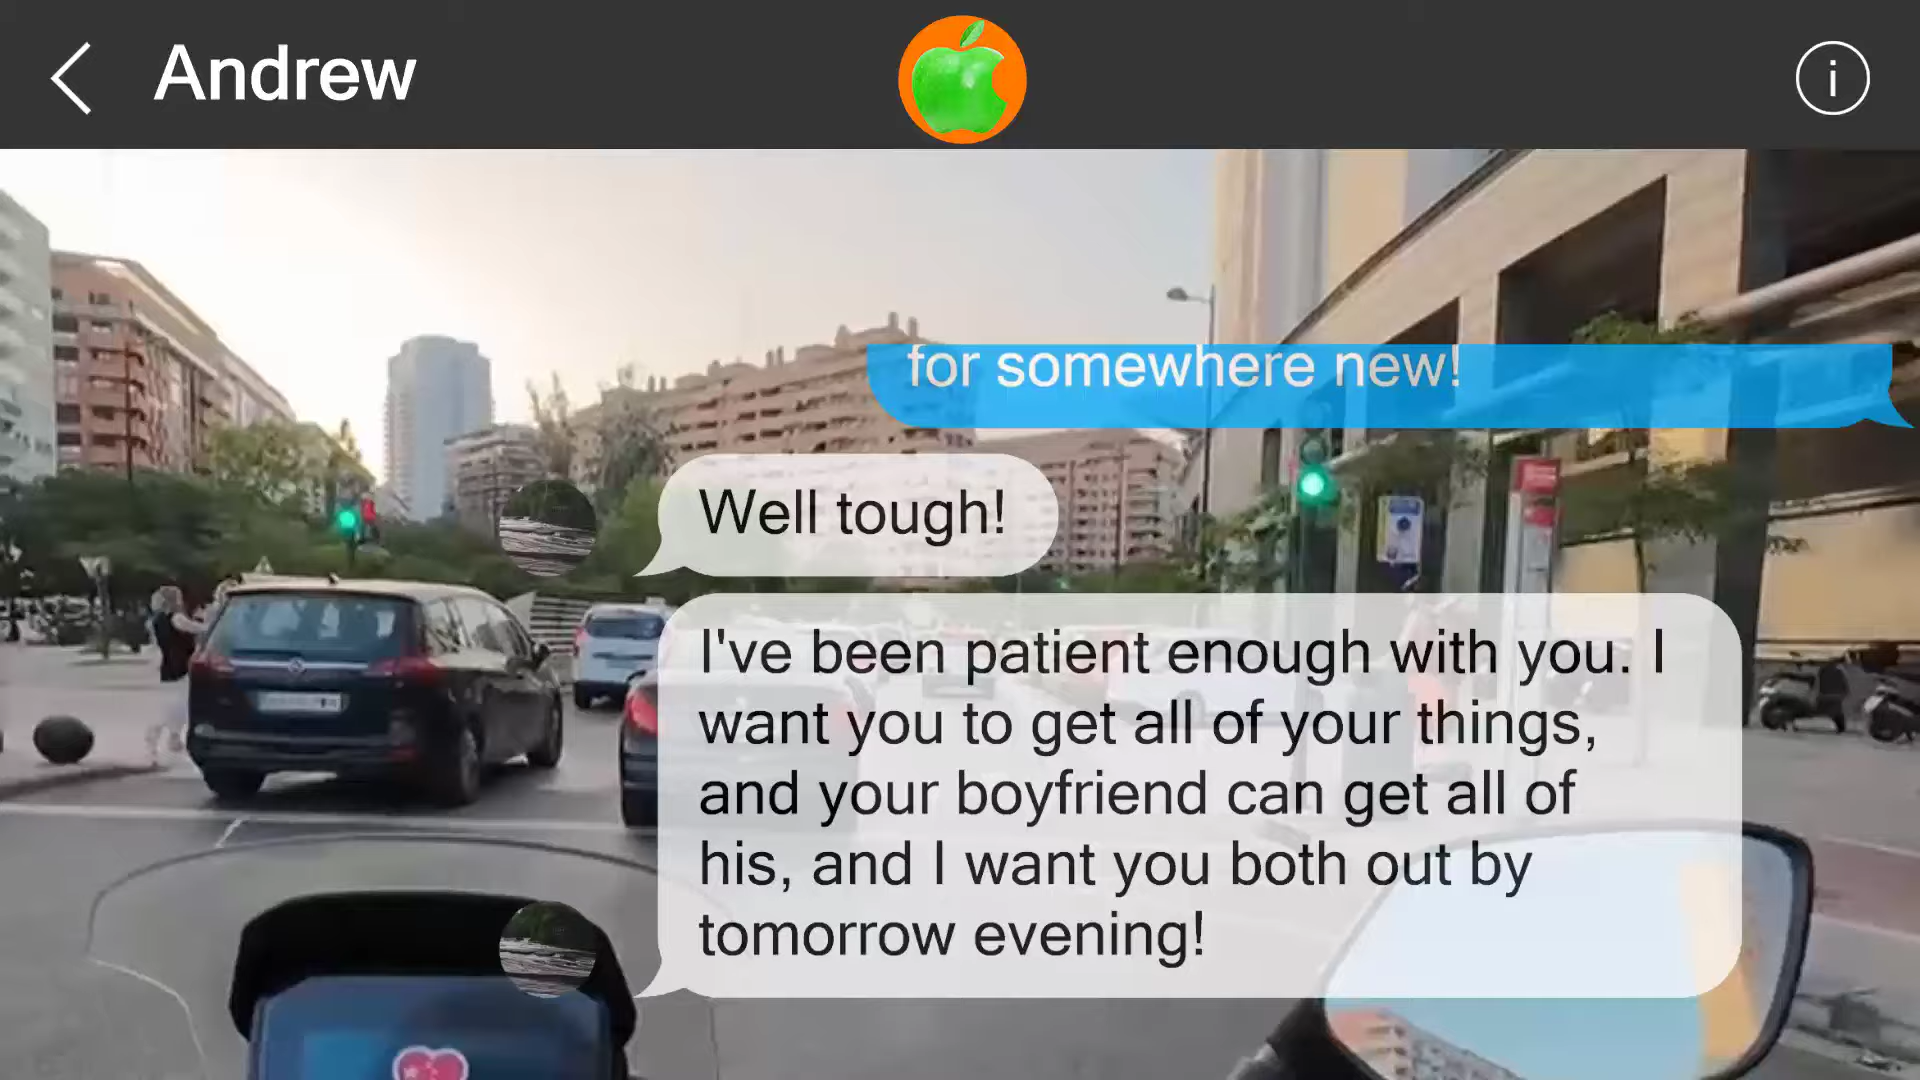 Andrew
for somewhere new!
Well tough!
I've been patient enough with you. I
want you to get all of your things,
and your boyfriend can get all of
his, and I want you both out by
tomorrow evening!